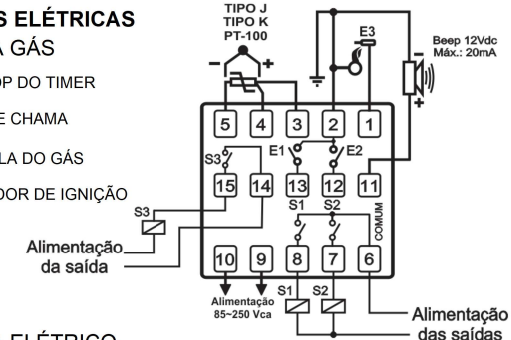 S ELÉTRICAS
A GÁS
OP DO TIMER
E CHAMA
LA DO GÁS
DOR DE IGNIÇÃO
TIPO J
TIPO K
PT-100
E3
Beep 12Vdc
Máx.: 20mA
- +
-
+
5 4 3 2 1
S3 E1 E2
15 14 13 12 11
S1 S2
COMUM
S3
Alimentação
da saída
10 9 8 7 6
Alimentação
85~250 Vca
S1 S2
Alimentação
das saídas
ELÉTRICO